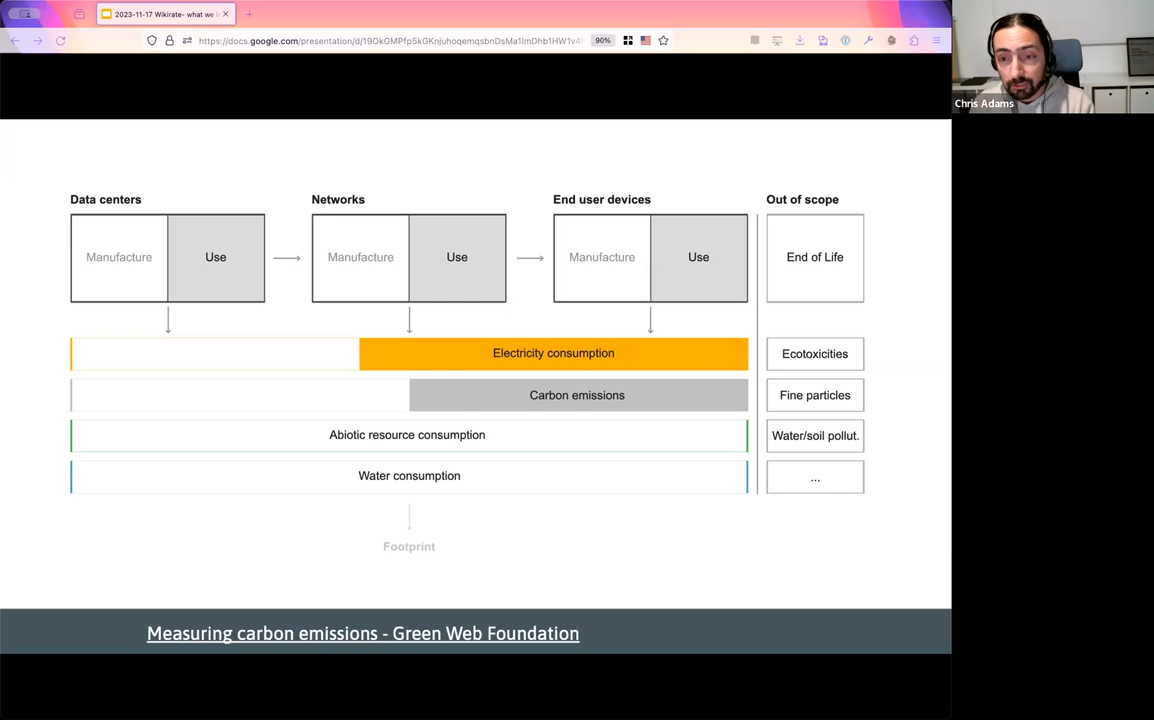 2023-11-17 Wikirate- what we
https://docs.google.com/presentation/d/19OkGMPfp5kGKnjuhoqemqsbnDsMa1ImDhb1HW1v4
90%
Chris Adams
Data centers
Networks
End user devices
Out of scope
Manufacture
Use
Manufacture
Use
Manufacture
Use
End of Life
Electricity consumption
Ecotoxicities
Carbon emissions
Fine particles
Abiotic resource consumption
Water/soil pollut.
Water consumption
...
Footprint
Measuring carbon emissions - Green Web Foundation